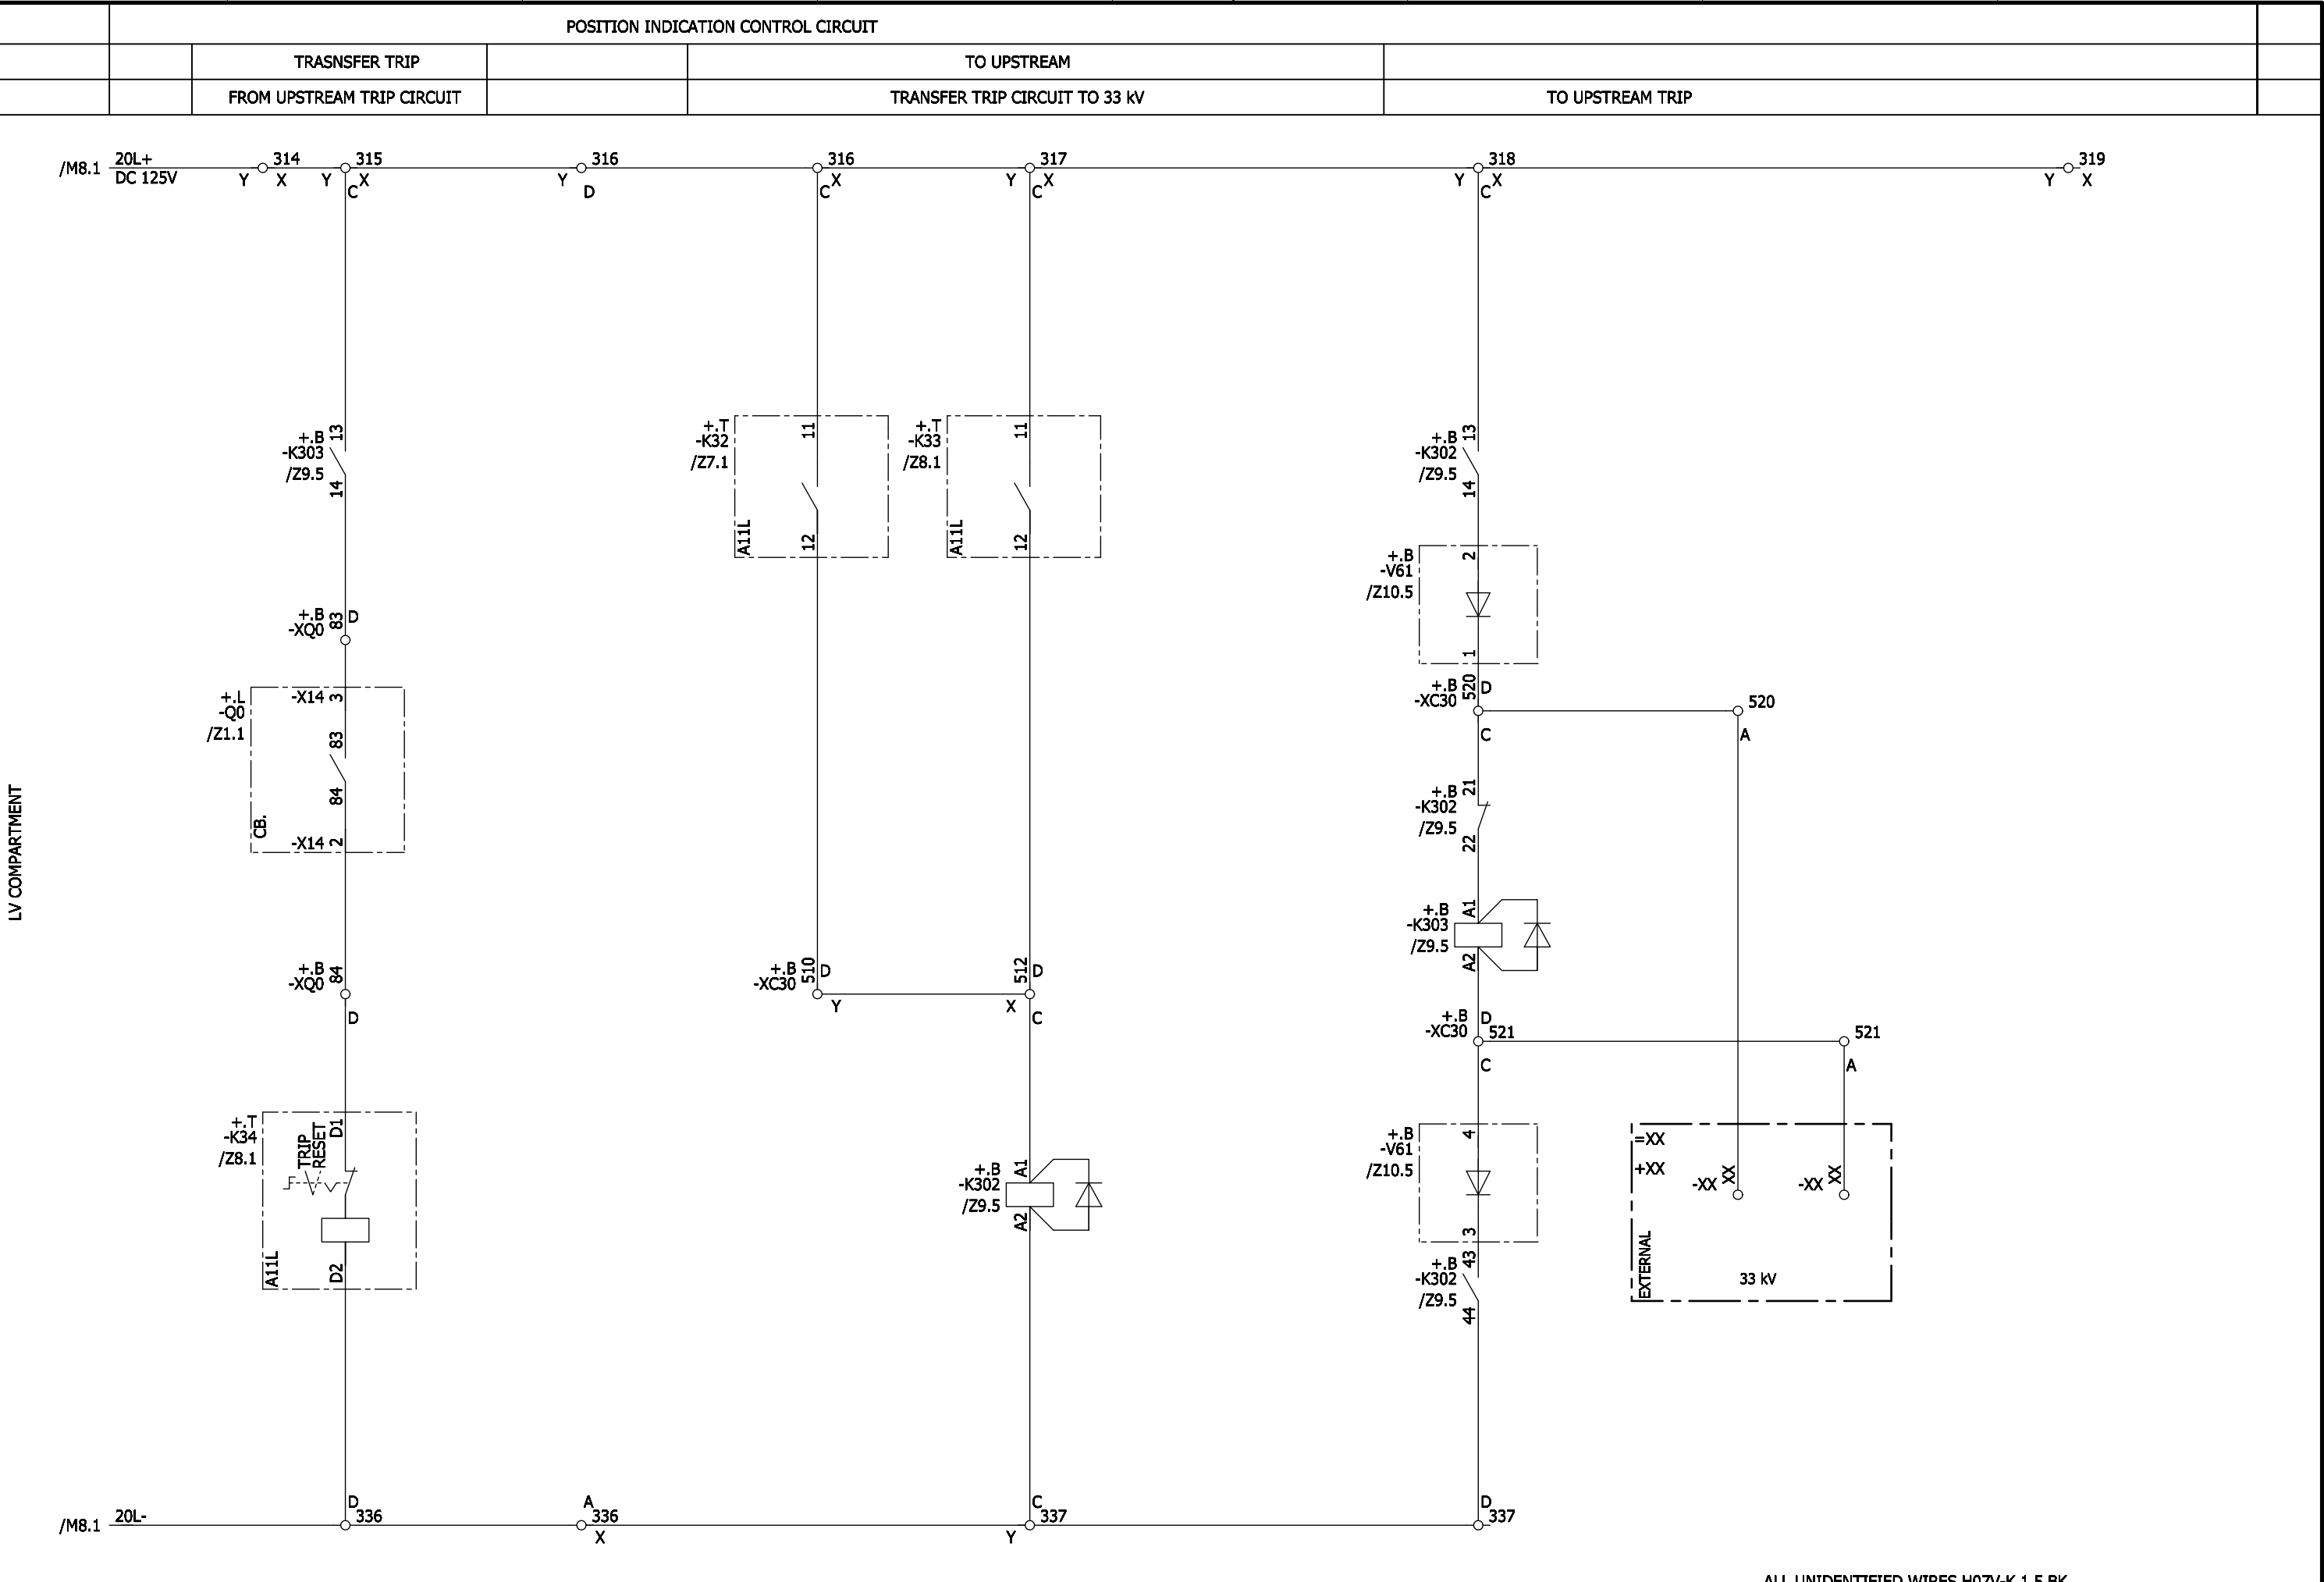 POSITION INDICATION CONTROL CIRCUIT
TRASNSFER TRIP
TO UPSTREAM
FROM UPSTREAM TRIP CIRCUIT
TRANSFER TRIP CIRCUIT TO 33 kV
TO UPSTREAM TRIP
/M8.1
20L+
DC 125V
314
Y
X
315
Y
X
C
316
Y
D
316
C
X
317
Y
X
C
318
Y
X
C
319
Y
X
+.B
-K303
/Z9.5
13
14
+.B
-XQ0
83
D
+.L
-Q0
/Z1.1
-X14
3
83
84
CB.
-X14
2
+.B
-XQ0
84
D
+.T
-K34
/Z8.1
TRIP
RESET
D1
A11L
D2
D
336
+.T
-K32
/Z7.1
11
A11L
12
+.T
-K33
/Z8.1
11
A11L
12
+.B
-XC30
510
D
Y
512
D
X
C
+.B
-K302
/Z9.5
A1
A2
A
336
X
C
337
Y
+.B
-K302
/Z9.5
13
14
+.B
-V61
/Z10.5
2
1
+.B
-XC30
520
D
C
520
A
+.B
-K302
/Z9.5
21
22
+.B
-K303
/Z9.5
A1
A2
+.B
-XC30
D
521
C
521
A
+.B
-V61
/Z10.5
4
3
+.B
-K302
/Z9.5
43
44
D
337
=XX
+XX
-XX
XX
-XX
XX
EXTERNAL
33 kV
LV COMPARTMENT
/M8.1
20L-
ALL UNIDENTIFIED WIRES H07V-K 1,5 BK